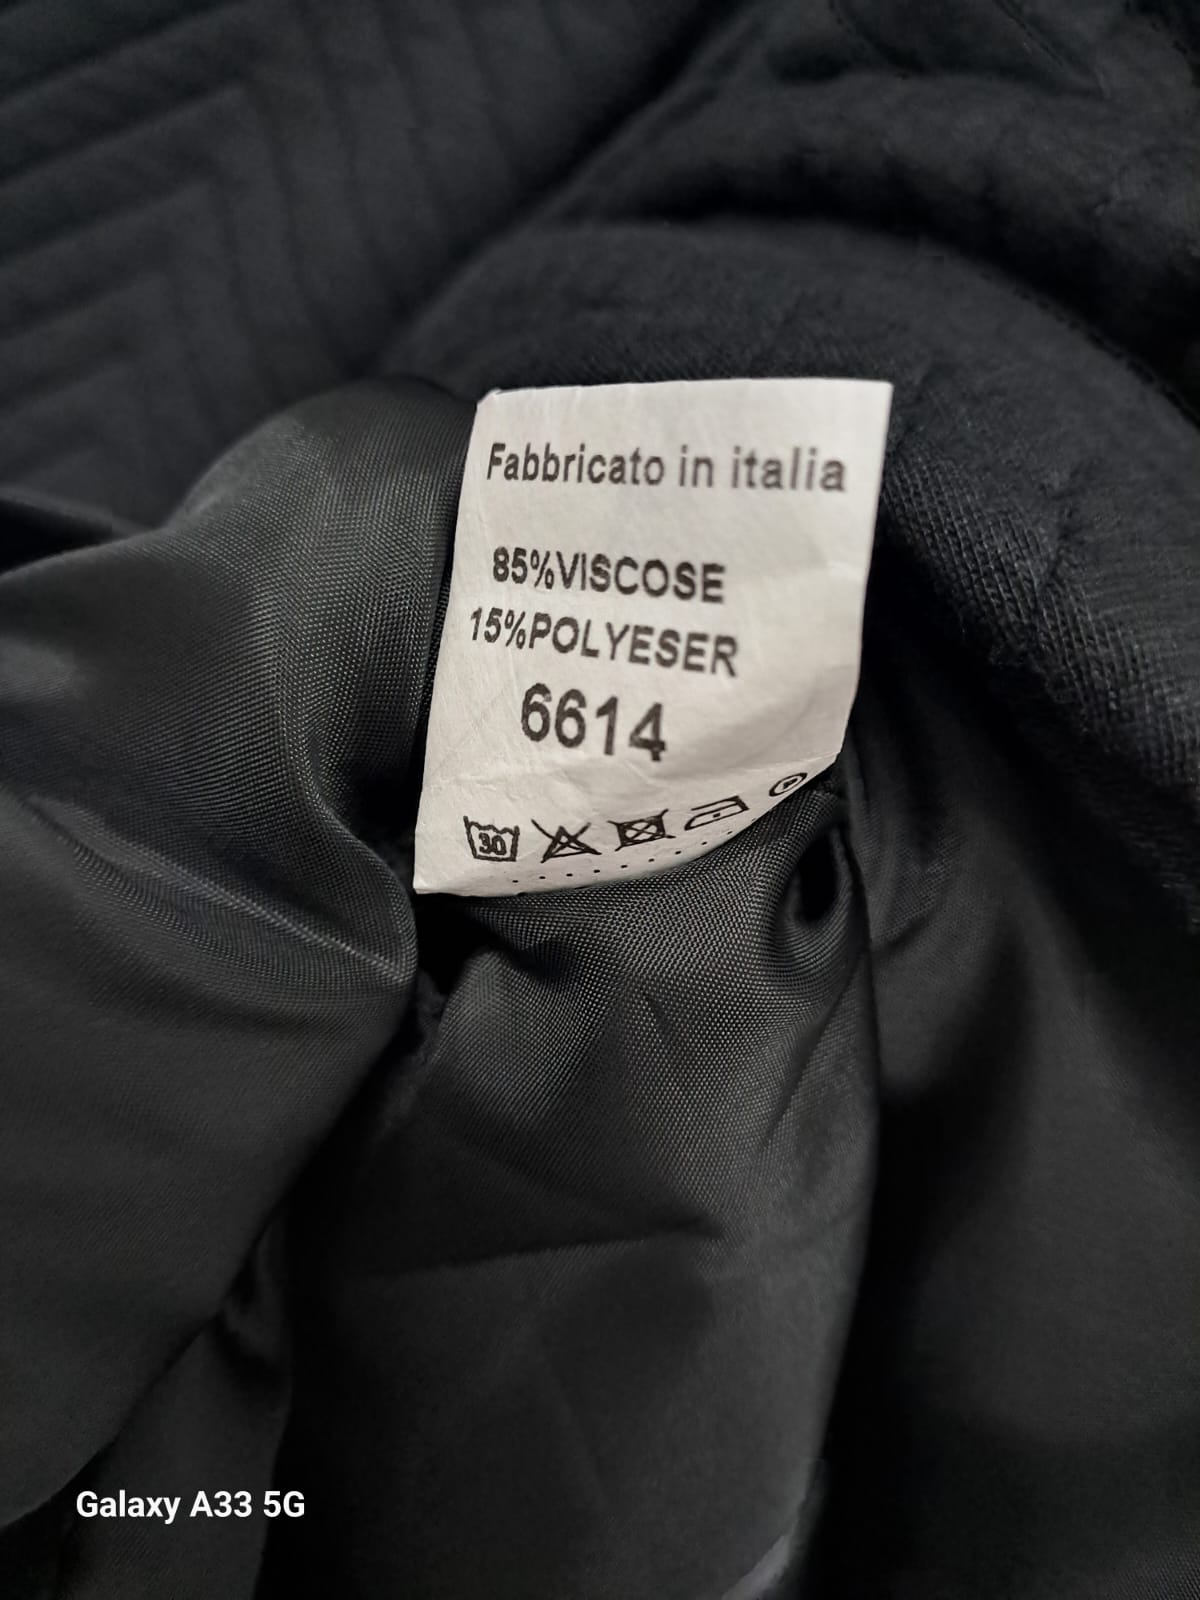 Fabbricato in italia
85%VISCOSE
15%POLYESER
6614
30
P
Galaxy A33 5G